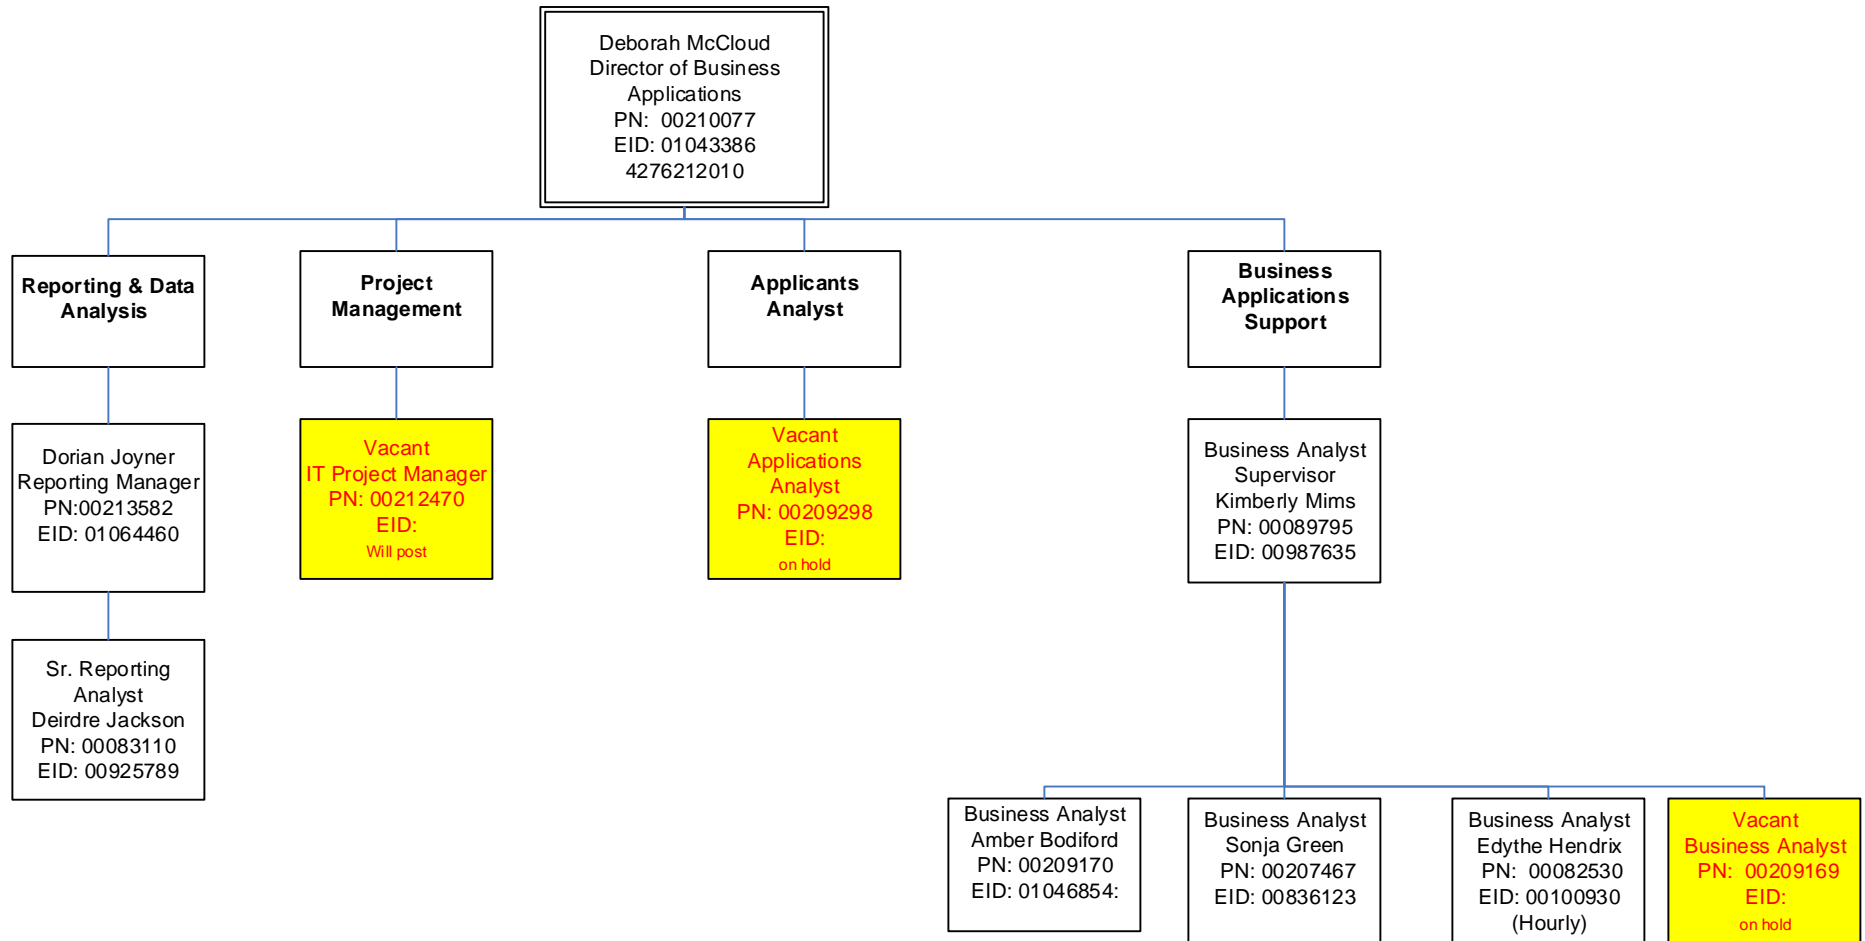 Deborah McCloud
Director of Business
Applications
PN:  00210077
EID: 01043386
4276212010
Reporting & Data
Analysis
Project
Management
Applicants
Analyst
Business
Applications
Support
Dorian Joyner
Reporting Manager
PN:00213582
EID: 01064460
Vacant
IT Project Manager
PN: 00212470
EID:
Will post
Vacant
Applications
Analyst
PN: 00209298
EID:
on hold
Business Analyst
Supervisor
Kimberly Mims
PN: 00089795
EID: 00987635
Sr. Reporting
Analyst
Deirdre Jackson
PN: 00083110
EID: 00925789
Business Analyst
Amber Bodiford
PN: 00209170
EID: 01046854:
Business Analyst
Sonja Green
PN: 00207467
EID: 00836123
Business Analyst
Edythe Hendrix
PN:  00082530
EID: 00100930
(Hourly)
Vacant
Business Analyst
PN:  00209169
EID:
on hold